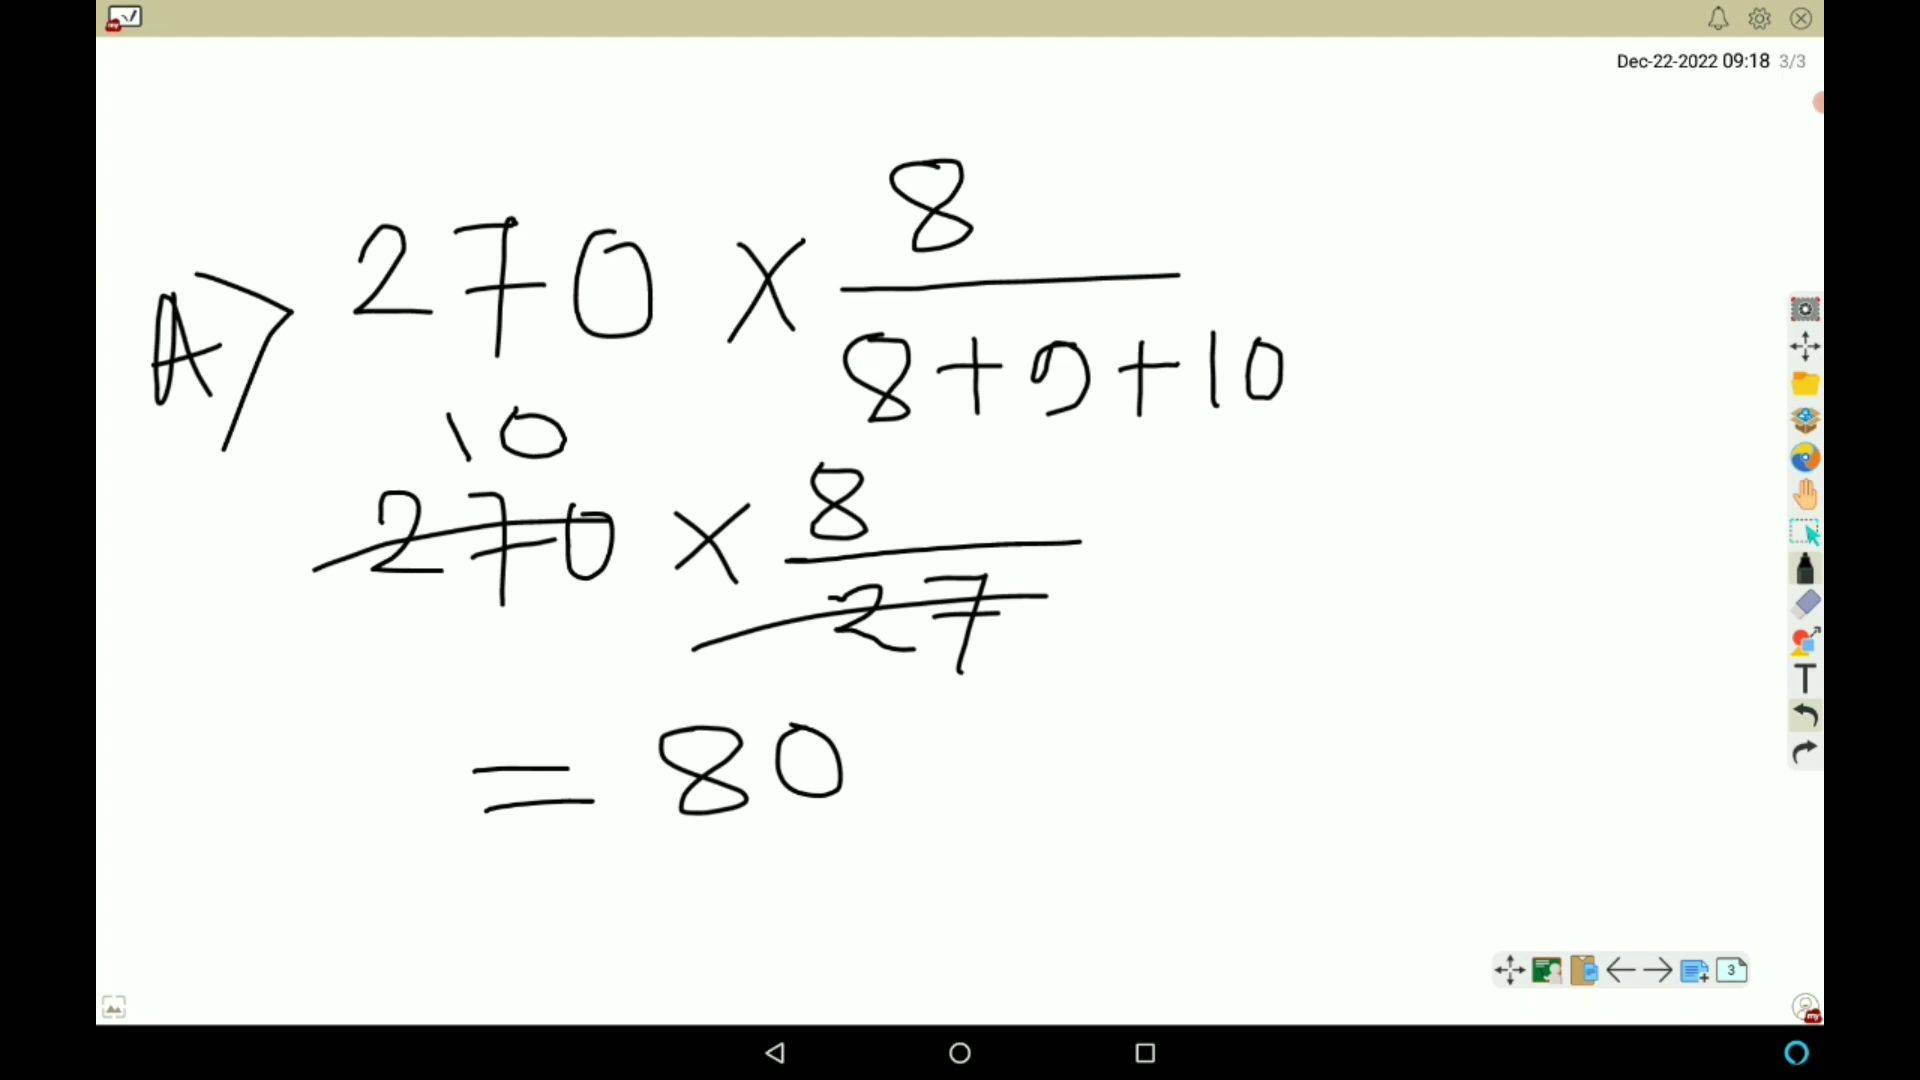 Dec-22-2022 09:18 3/3
A) 270 × 8
8+9+10
10
270 × 8
27
= 80
T
3